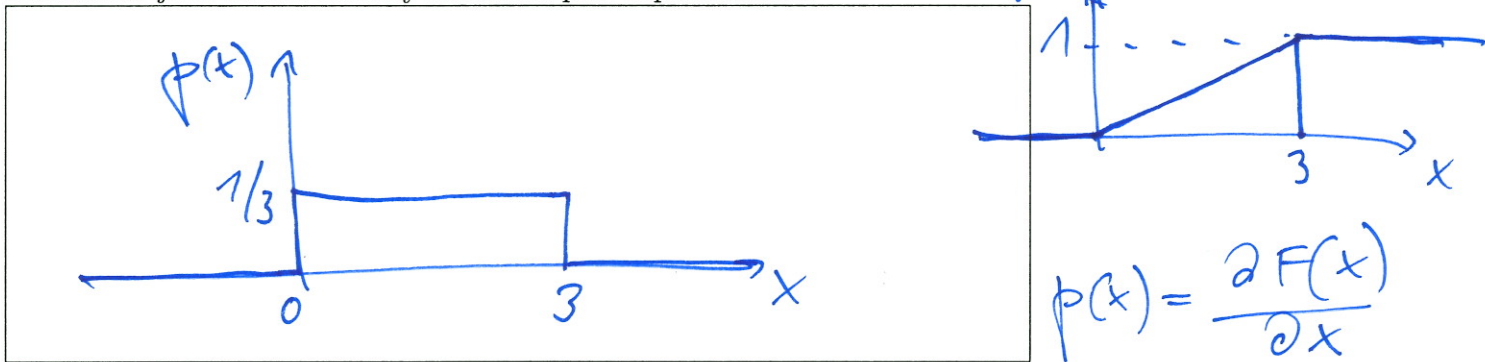 p(x)
1/3
0
3
x
1
3
x
p(x) = ∂F(x)/∂x